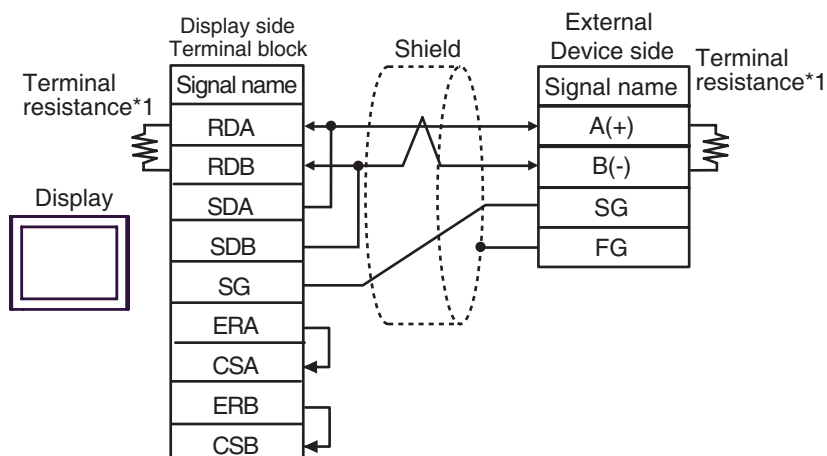 Display side
Terminal block
Shield
External
Device side
Terminal
resistance*1
Terminal
resistance*1
Signal name
RDA
RDB
SDA
SDB
SG
ERA
CSA
ERB
CSB
Signal name
A(+)
B(-)
SG
FG
Display